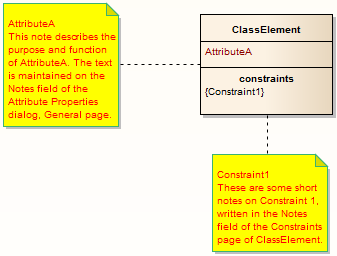 AttributeA
This note describes the
purpose and function
of AttributeA. The text
is maintained on the
Notes field of the
Attribute Properties
dialog, General page.
ClassElement
AttributeA
constraints
{Constraint1}
Constraint1
These are some short
notes on Constraint 1,
written in the Notes
field of the Constraints
page of ClassElement.